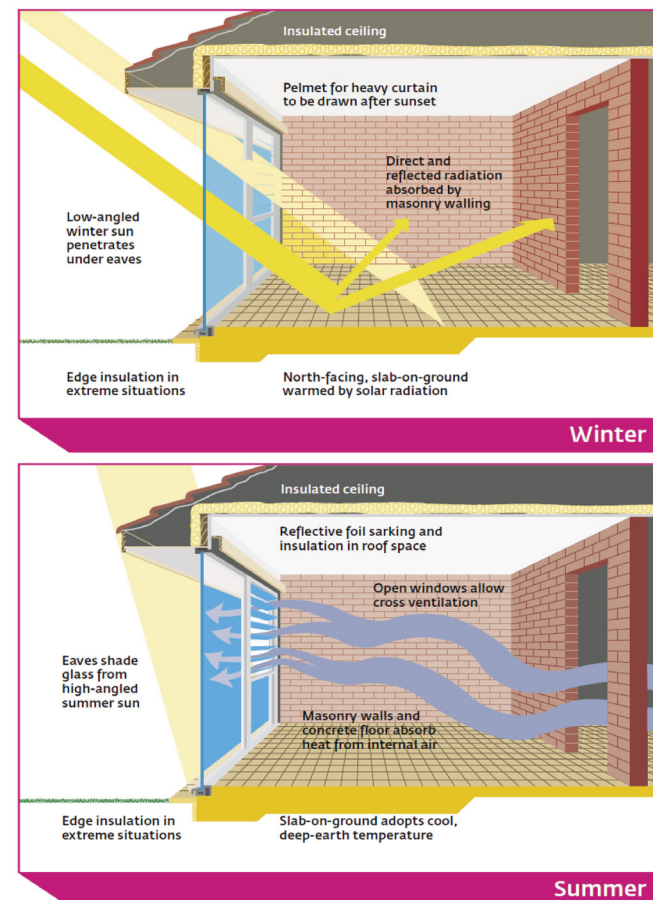 Insulated ceiling
Pelmet for heavy curtain
to be drawn after sunset
Direct and
reflected radiation
absorbed by
masonry walling
Low-angled
winter sun
penetrates
under eaves
Edge insulation in
extreme situations
North-facing, slab-on-ground
warmed by solar radiation
Winter
Insulated ceiling
Reflective foil sarking and
insulation in roof space
Open windows allow
cross ventilation
Eaves shade
glass from
high-angled
summer sun
Masonry walls and
concrete floor absorb
heat from internal air
Edge insulation in
extreme situations
Slab-on-ground adopts cool,
deep-earth temperature
Summer